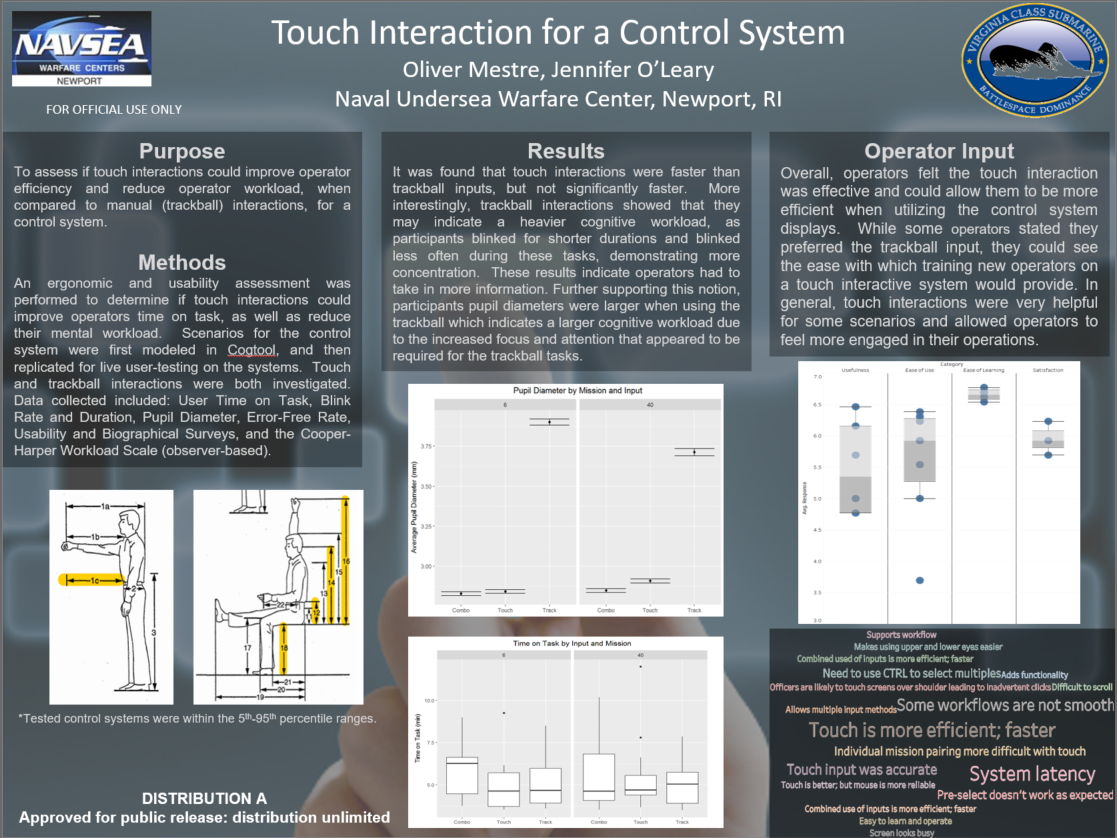 NAVSEA
WARFARE CENTERS
NEWPORT
FOR OFFICIAL USE ONLY
Touch Interaction for a Control System
Oliver Mestre, Jennifer O'Leary
Naval Undersea Warfare Center, Newport, RI
VIRGINIA CLASS SUBMARINE
BATTLESPACE DOMINANCE
Purpose
To assess if touch interactions could improve operator
efficiency and reduce operator workload, when
compared to manual (trackball) interactions, for a
control system.
Methods
An ergonomic and usability assessment was
performed to determine if touch interactions could
improve operators time on task, as well as reduce
their mental workload. Scenarios for the control
system were first modeled in Cogtool, and then
replicated for live user-testing on the systems. Touch
and trackball interactions were both investigated.
Data collected included: User Time on Task, Blink
Rate and Duration, Pupil Diameter, Error-Free Rate,
Usability and Biographical Surveys, and the Cooper-
Harper Workload Scale (observer-based).
1a
1b
1c
2
3
22
12
13
14
15
16
17
18
21
20
19
*Tested control systems were within the 5th-95th percentile ranges.
DISTRIBUTION A
Approved for public release: distribution unlimited
Results
It was found that touch interactions were faster than
trackball inputs, but not significantly faster. More
interestingly, trackball interactions showed that they
may indicate a heavier cognitive workload, as
participants blinked for shorter durations and blinked
less often during these tasks, demonstrating more
concentration. These results indicate operators had to
take in more information. Further supporting this notion,
participants pupil diameters were larger when using the
trackball which indicates a larger cognitive workload due
to the increased focus and attention that appeared to be
required for the trackball tasks.
Pupil Diameter by Mission and Input
6
40
Average Pupil Diameter (mm)
3.75
3.50
3.25
3.00
Combo Touch Track Combo Touch Track
Time on Task by Input and Mission
6
40
Time on Task (min)
10.0
7.5
5.0
Combo Touch Track Combo Touch Track
Operator Input
Overall, operators felt the touch interaction
was effective and could allow them to be more
efficient when utilizing the control system
displays. While some operators stated they
preferred the trackball input, they could see
the ease with which training new operators on
a touch interactive system would provide. In
general, touch interactions were very helpful
for some scenarios and allowed operators to
feel more engaged in their operations.
Category
Usefulness Ease of Use Ease of Learning Satisfaction
Avg. Response
7.0
6.5
6.0
5.5
5.0
4.5
4.0
3.5
3.0
Supports workflow
Makes using upper and lower eyes easier
Combined used of inputs is more efficient; faster
Need to use CTRL to select multiples Adds functionality
Officers are likely to touch screens over shoulder leading to inadvertent clicks Difficult to scroll
Allows multiple input methods Some workflows are not smooth
Touch is more efficient; faster
Individual mission pairing more difficult with touch
Touch input was accurate System latency
Touch is better; but mouse is more reliable
Pre-select doesn't work as expected
Combined use of inputs is more efficient; faster
Easy to learn and operate
Screen looks busy